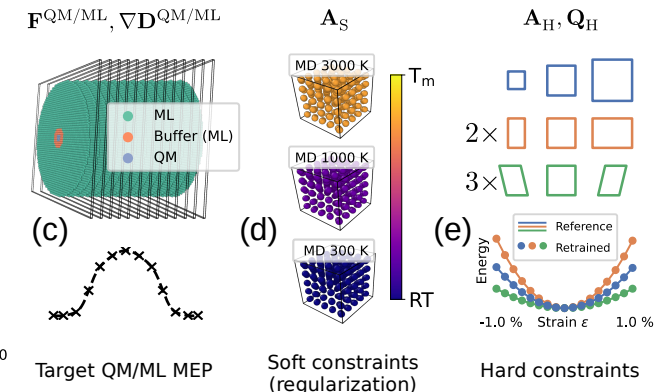 F^QM/ML, ∇D^QM/ML
A_S
A_H, Q_H
ML
Buffer (ML)
QM
MD 3000 K
MD 1000 K
MD 300 K
T_m
RT
2×
3×
(c)
(d)
(e)
Reference
Retrained
Energy
-1.0 %
Strain ε
1.0 %
0
Target QM/ML MEP
Soft constraints
(regularization)
Hard constraints